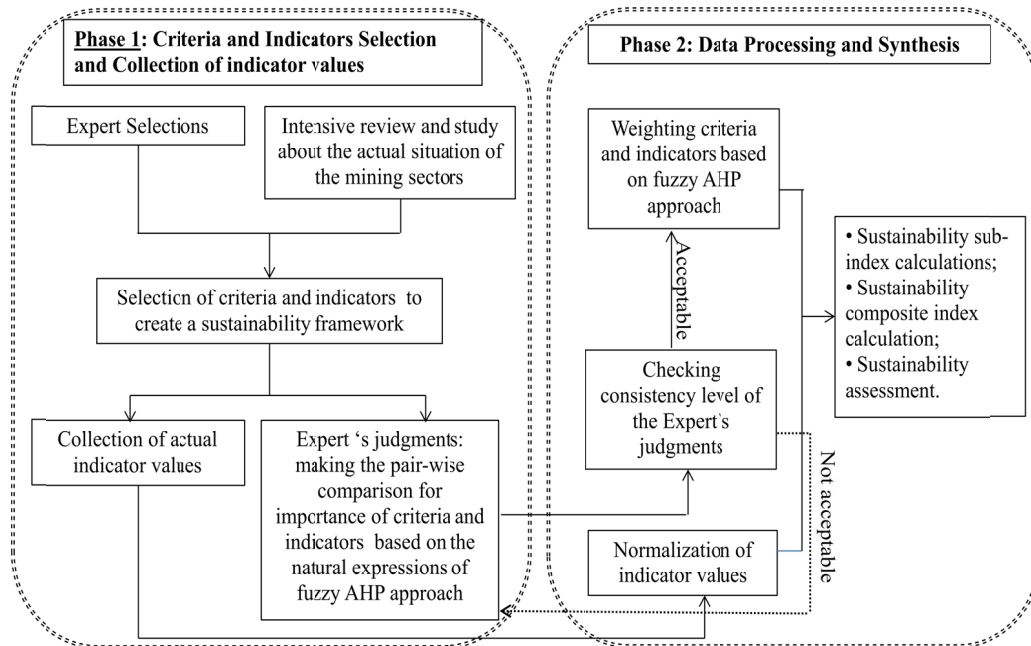 Phase 1: Criteria and Indicators Selection
and Collection of indicator values
Expert Selections
Intensive review and study
about the actual situation of
the mining sectors
Selection of criteria and indicators to
create a sustainability framework
Collection of actual
indicator values
Expert ‘s judgments:
making the pair-wise
comparison for
importance of criteria and
indicators based on the
natural expressions of
fuzzy AHP approach
Phase 2: Data Processing and Synthesis
Weighting criteria
and indicators based
on fuzzy AHP
approach
Acceptable
Checking
consistency level of
the Expert’s
judgments
Not acceptable
Normalization of
indicator values
• Sustainability sub-
index calculations;
• Sustainability
composite index
calculation;
• Sustainability
assessment.